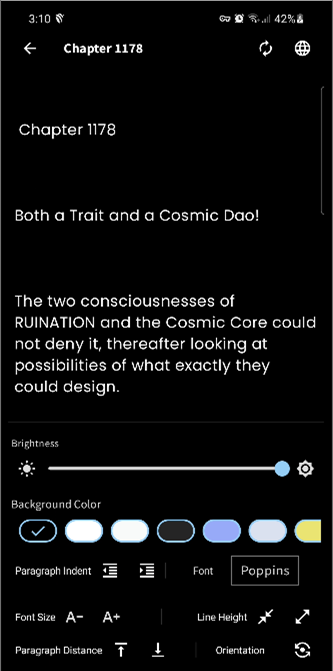 3:10 42%
Chapter 1178
Chapter 1178
Both a Trait and a Cosmic Dao!
The two consciousnesses of
RUINATION and the Cosmic Core could
not deny it, thereafter looking at
possibilities of what exactly they
could design.
Brightness
Background Color
Paragraph Indent Font Poppins
Font Size A- A+ Line Height
Paragraph Distance Orientation